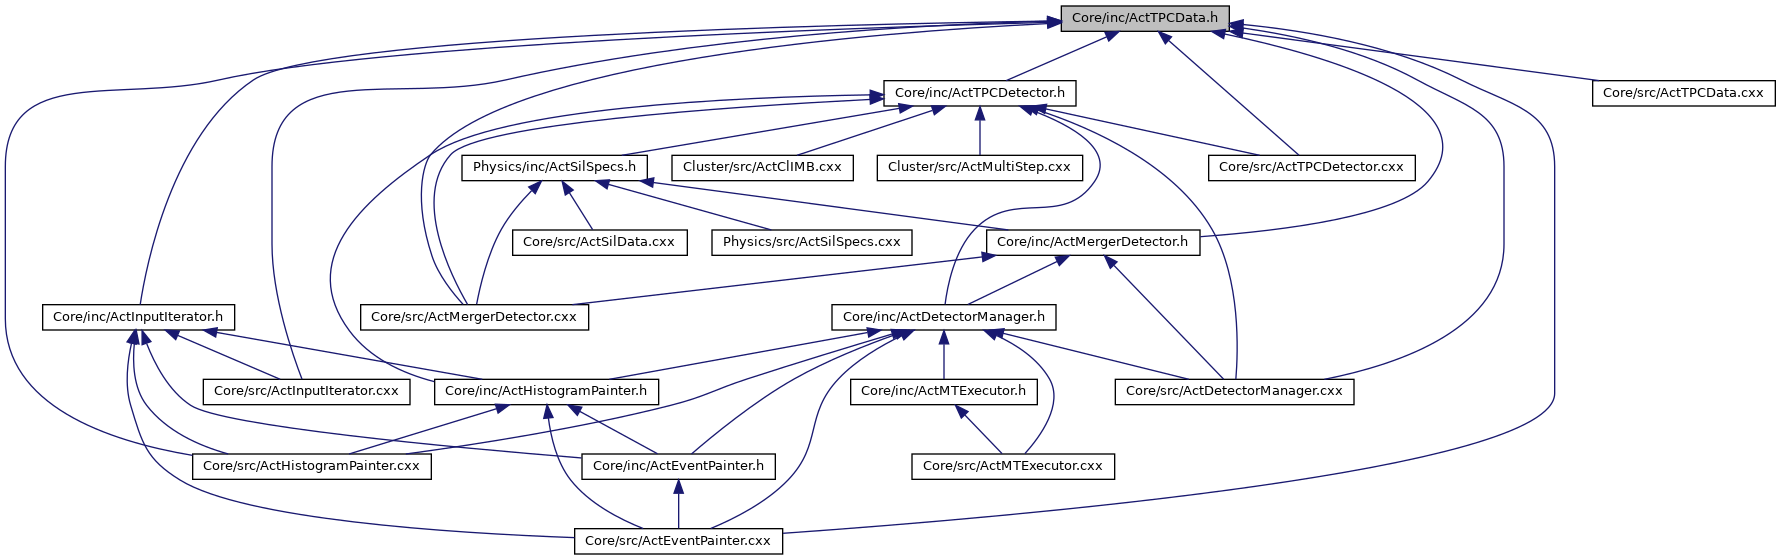 Core/inc/ActTPCData.h
Core/inc/ActTPCDetector.h
Core/src/ActTPCData.cxx
Physics/inc/ActSilSpecs.h
Cluster/src/ActClIMB.cxx
Cluster/src/ActMultiStep.cxx
Core/src/ActTPCDetector.cxx
Core/src/ActSilData.cxx
Physics/src/ActSilSpecs.cxx
Core/inc/ActMergerDetector.h
Core/inc/ActInputIterator.h
Core/src/ActMergerDetector.cxx
Core/inc/ActDetectorManager.h
Core/src/ActInputIterator.cxx
Core/inc/ActHistogramPainter.h
Core/inc/ActMTExecutor.h
Core/src/ActDetectorManager.cxx
Core/src/ActHistogramPainter.cxx
Core/inc/ActEventPainter.h
Core/src/ActMTExecutor.cxx
Core/src/ActEventPainter.cxx